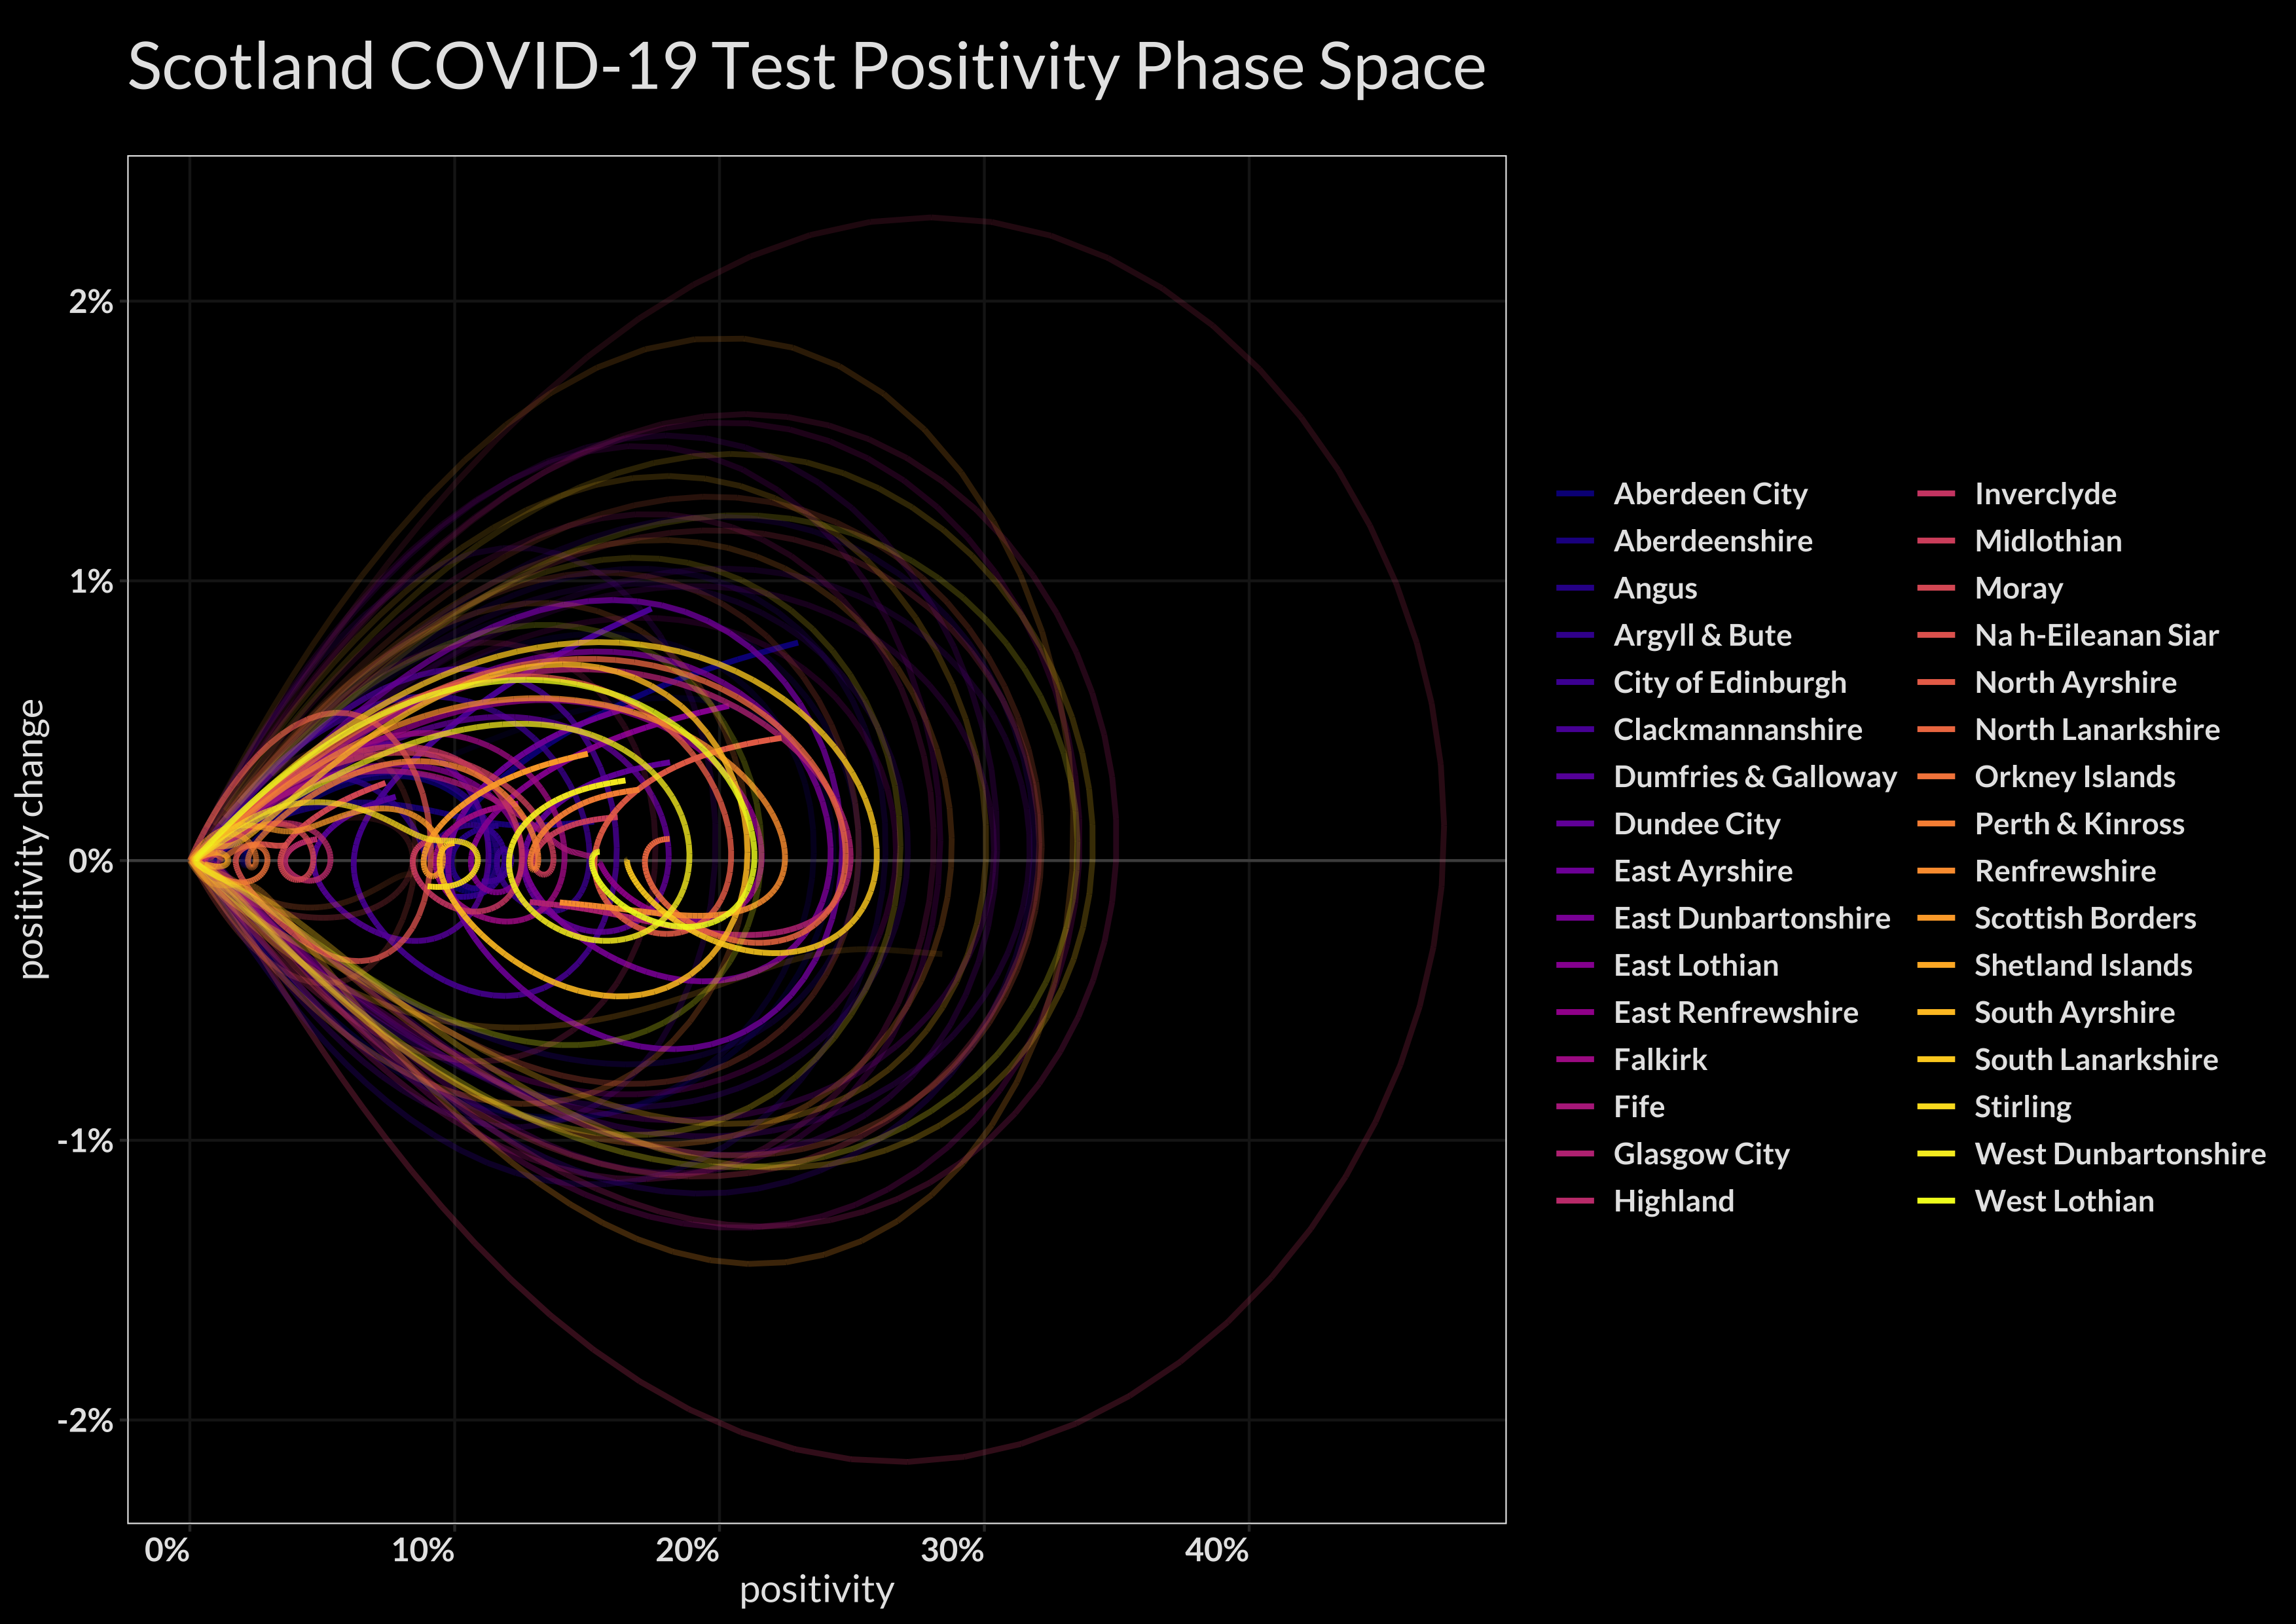 Scotland COVID-19 Test Positivity Phase Space
positivity change
2%
1%
0%
-1%
-2%
0%
10%
20%
30%
40%
positivity
Aberdeen City
Aberdeenshire
Angus
Argyll & Bute
City of Edinburgh
Clackmannanshire
Dumfries & Galloway
Dundee City
East Ayrshire
East Dunbartonshire
East Lothian
East Renfrewshire
Falkirk
Fife
Glasgow City
Highland
Inverclyde
Midlothian
Moray
Na h-Eileanan Siar
North Ayrshire
North Lanarkshire
Orkney Islands
Perth & Kinross
Renfrewshire
Scottish Borders
Shetland Islands
South Ayrshire
South Lanarkshire
Stirling
West Dunbartonshire
West Lothian